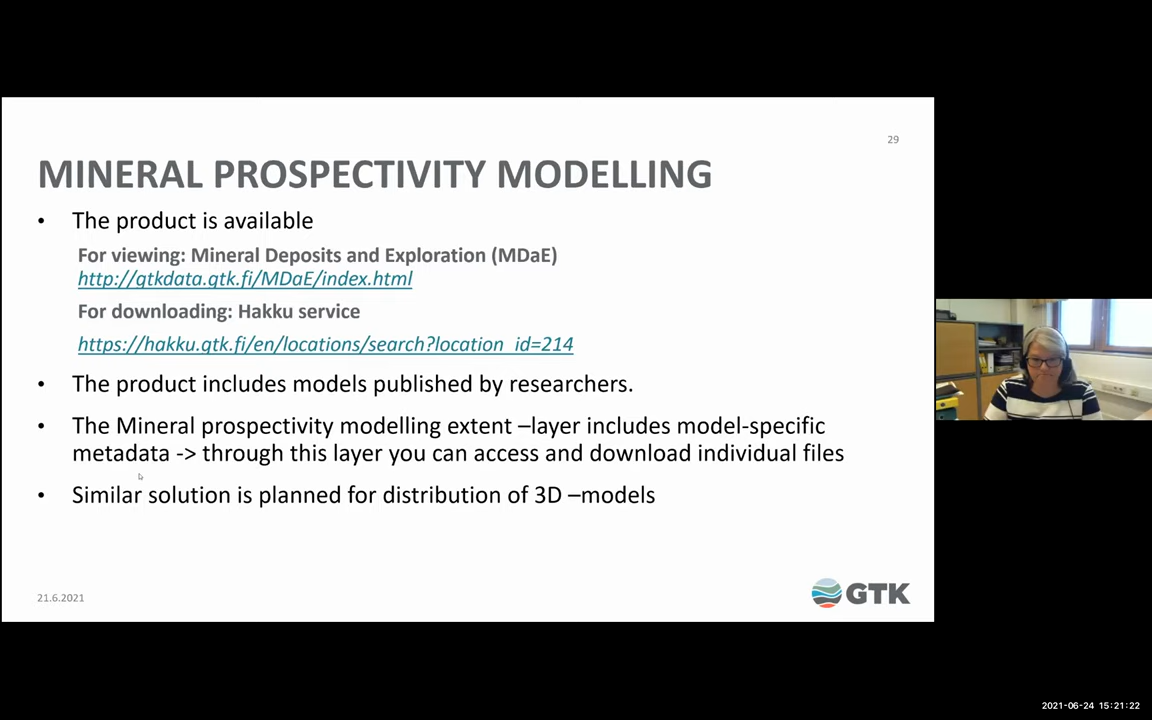 29
MINERAL PROSPECTIVITY MODELLING
• The product is available
For viewing: Mineral Deposits and Exploration (MDaE)
http://gtkdata.gtk.fi/MDaE/index.html
For downloading: Hakku service
https://hakku.gtk.fi/en/locations/search?location_id=214
• The product includes models published by researchers.
• The Mineral prospectivity modelling extent –layer includes model-specific
metadata -> through this layer you can access and download individual files
• Similar solution is planned for distribution of 3D –models
21.6.2021
GTK
2021-06-24 15:21:22